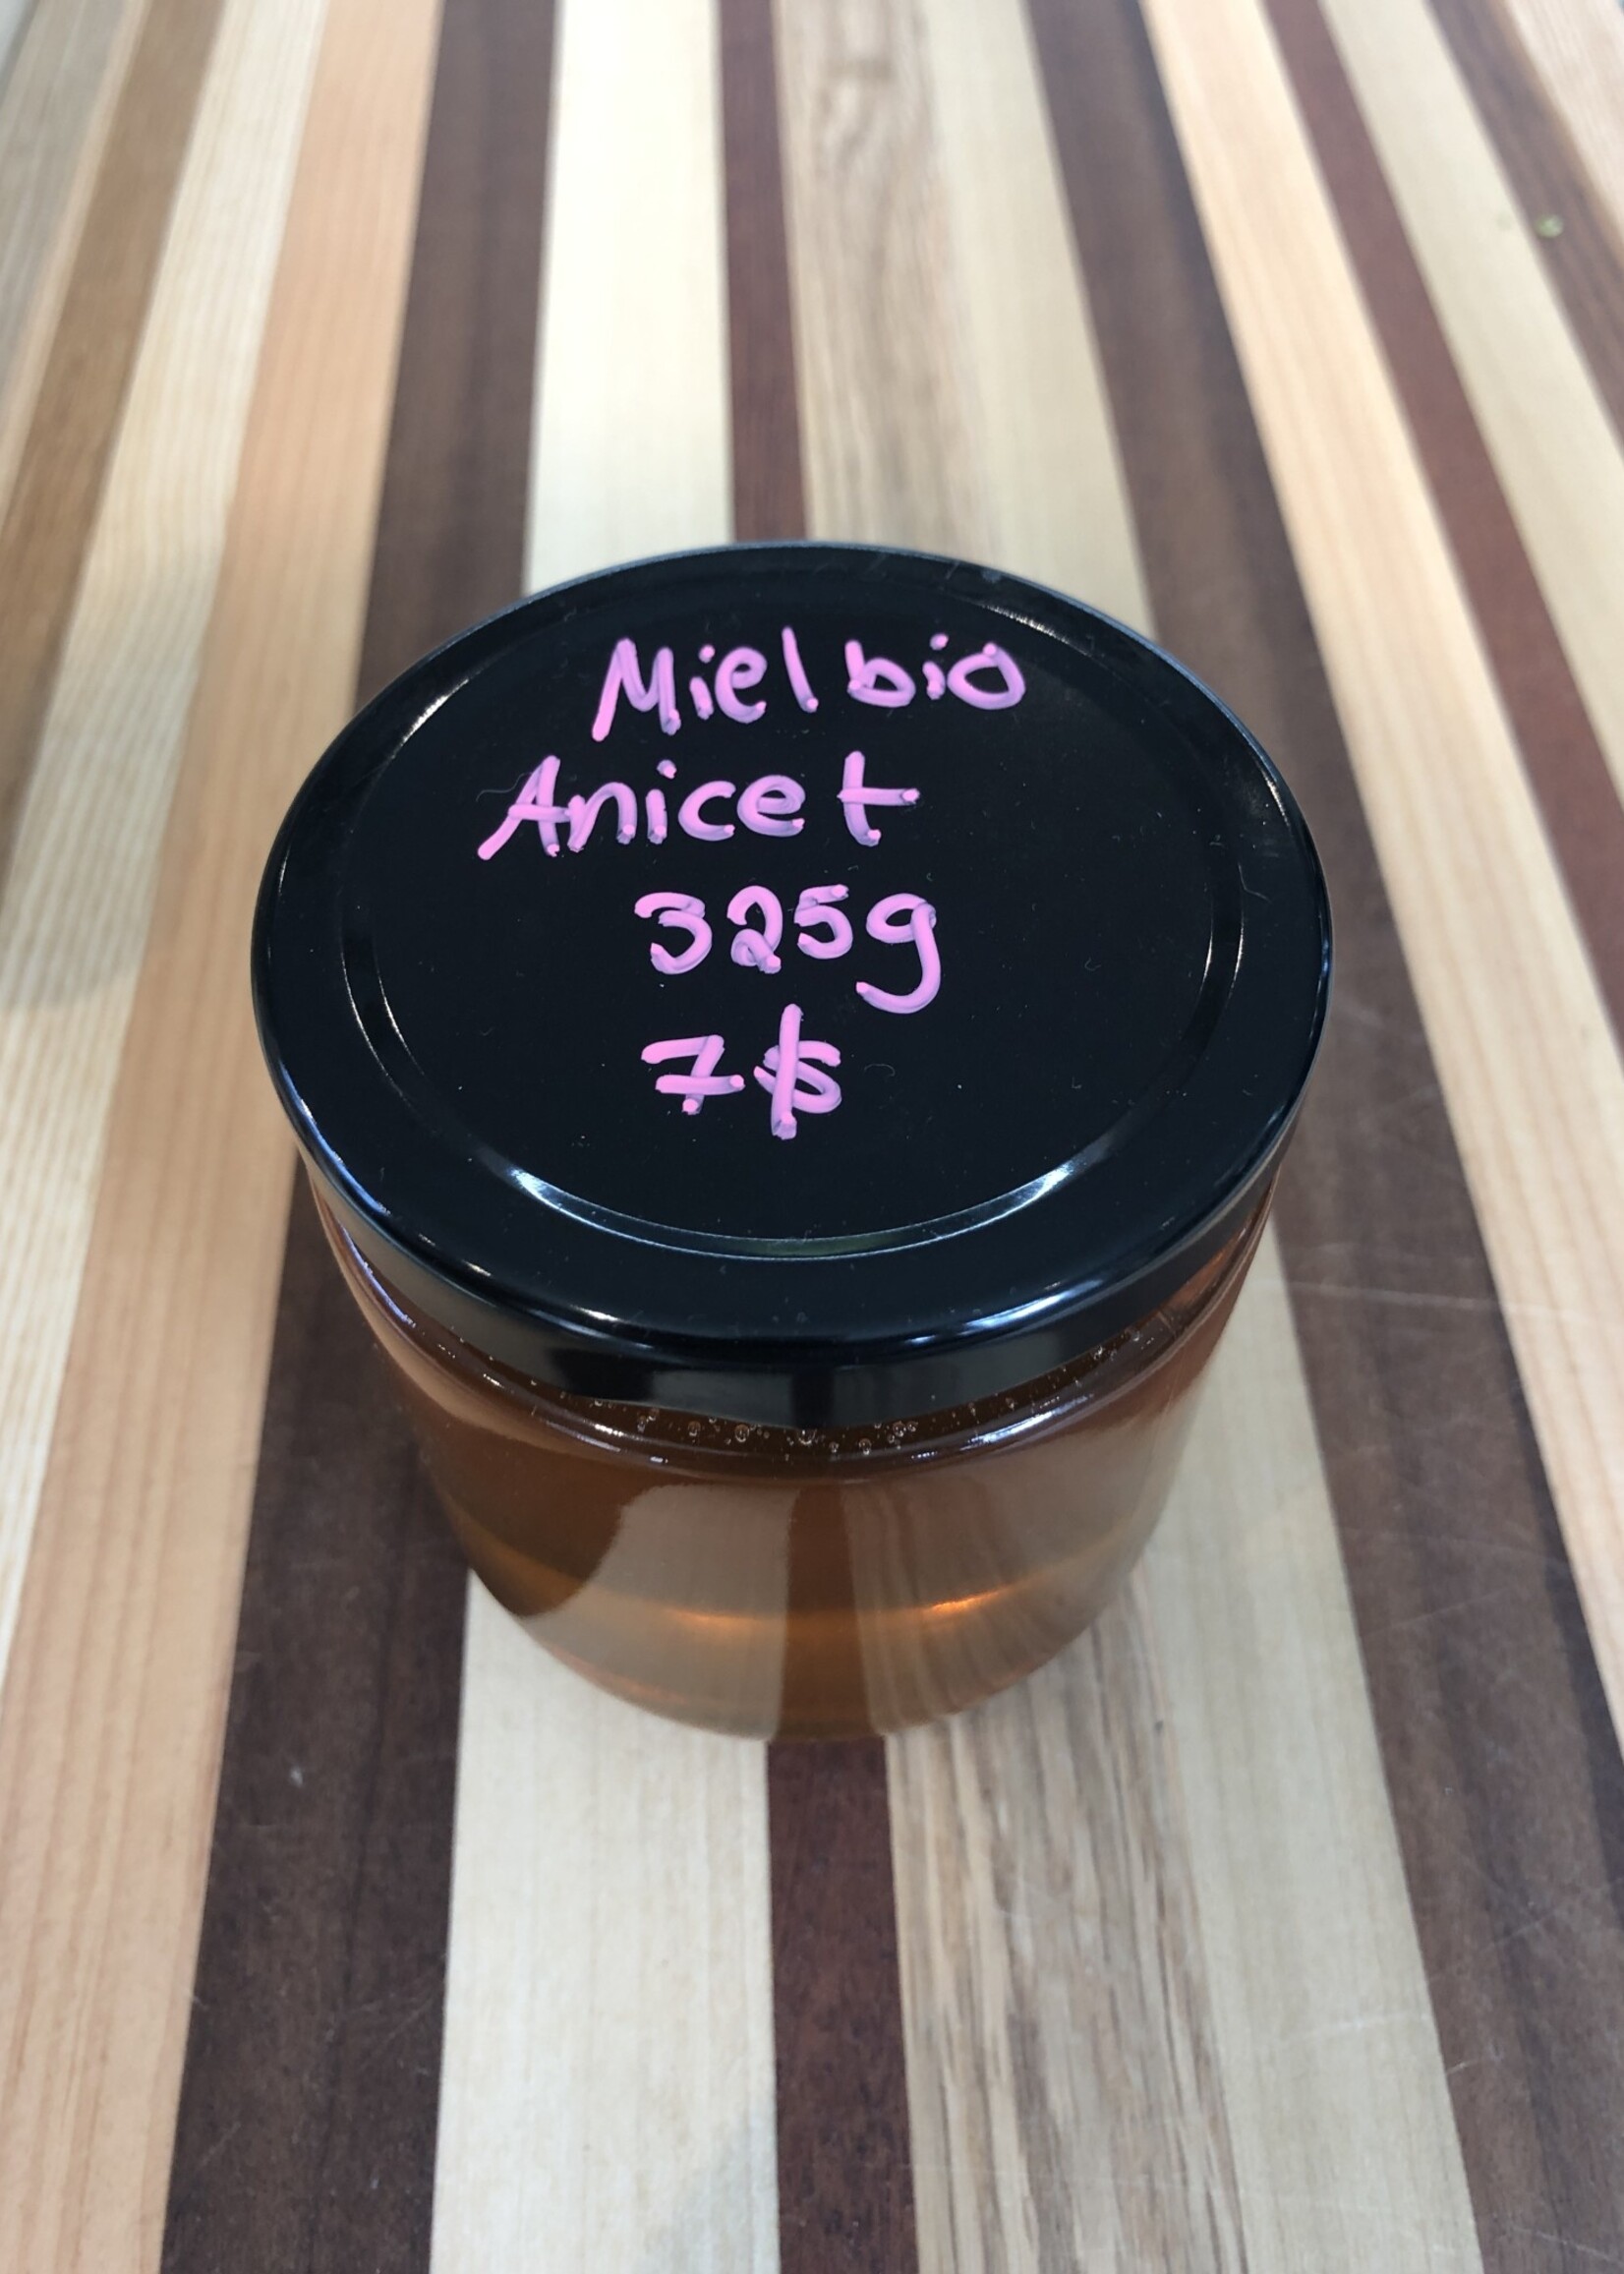 Miel bio
Anicet
325g
7$